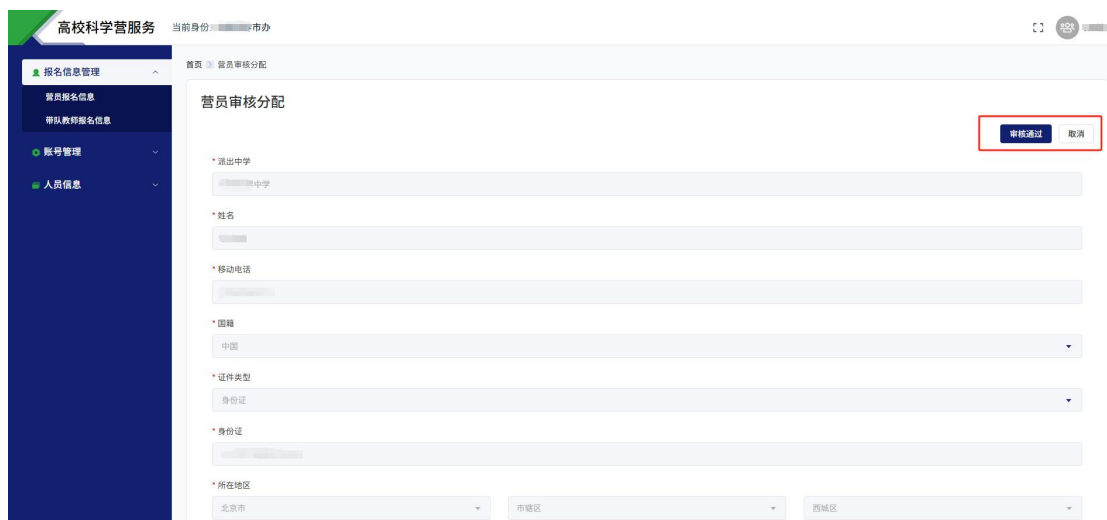 高校科学营服务
当前身份: 市办
报名信息管理
营员报名信息
带队教师报名信息
账号管理
人员信息
首页 营员审核分配
营员审核分配
审核通过 取消
* 派出中学
中学
* 姓名
* 移动电话
* 国籍
中国
* 证件类型
身份证
* 身份证
* 所在地区
北京市 市辖区 西城区